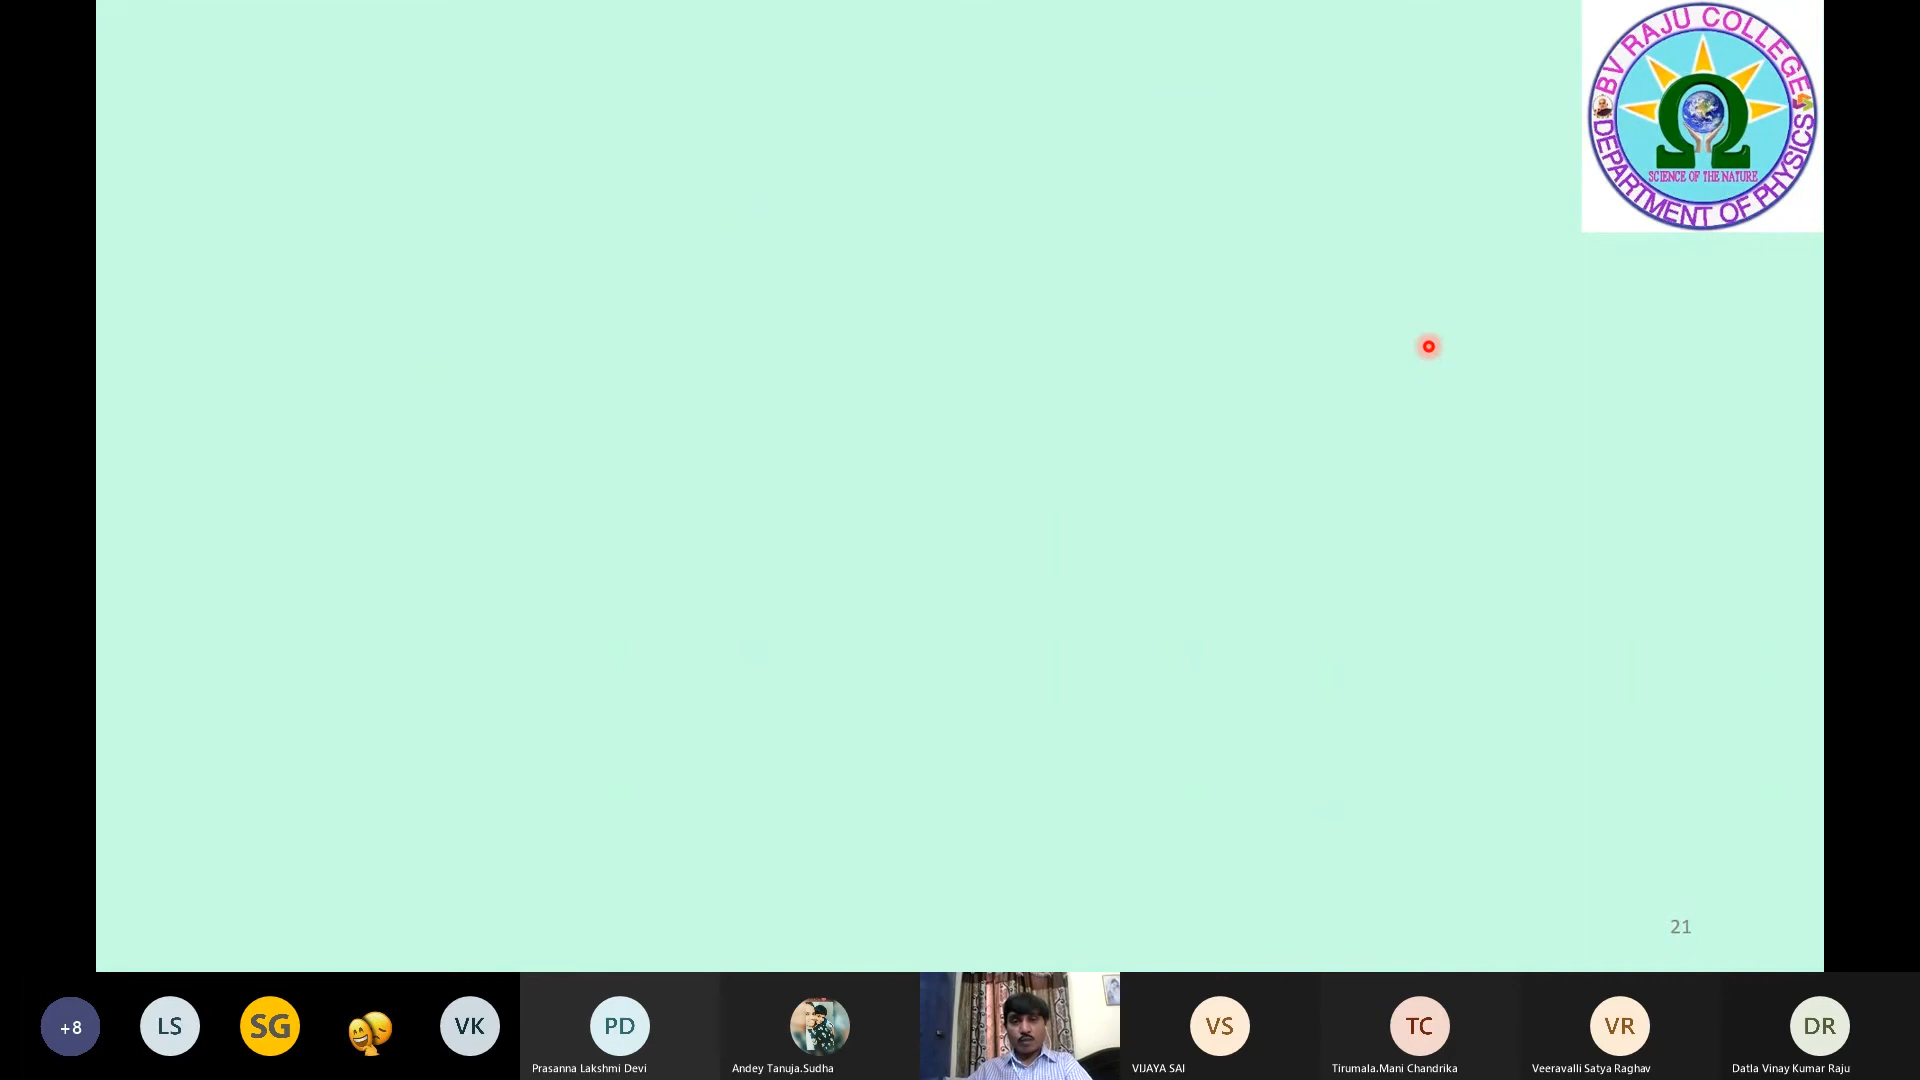 BV RAJU COLLEGE
SCIENCE OF THE NATURE
DEPARTMENT OF PHYSICS
21
+8
LS
SG
VK
PD
VS
TC
VR
DR
Prasanna Lakshmi Devi
Andey Tanuja.Sudha
VIJAYA SAI
Tirumala.Mani Chandrika
Veeravalli Satya Raghav
Datla Vinay Kumar Raju